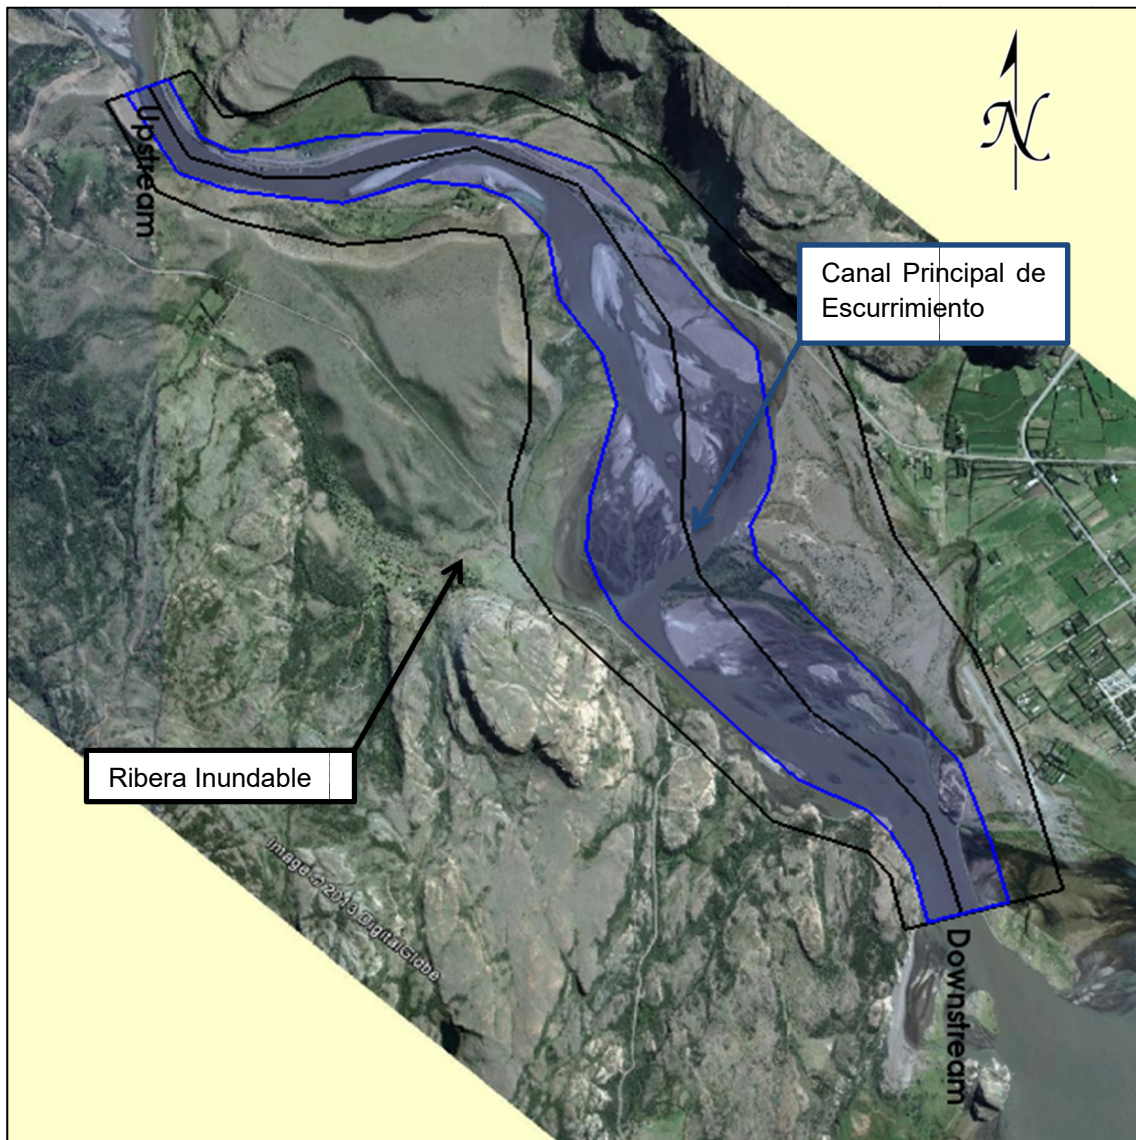 N
Upstream
Canal Principal de
Escurrimiento
Ribera Inundable
Image © 2013 DigitalGlobe
Downstream